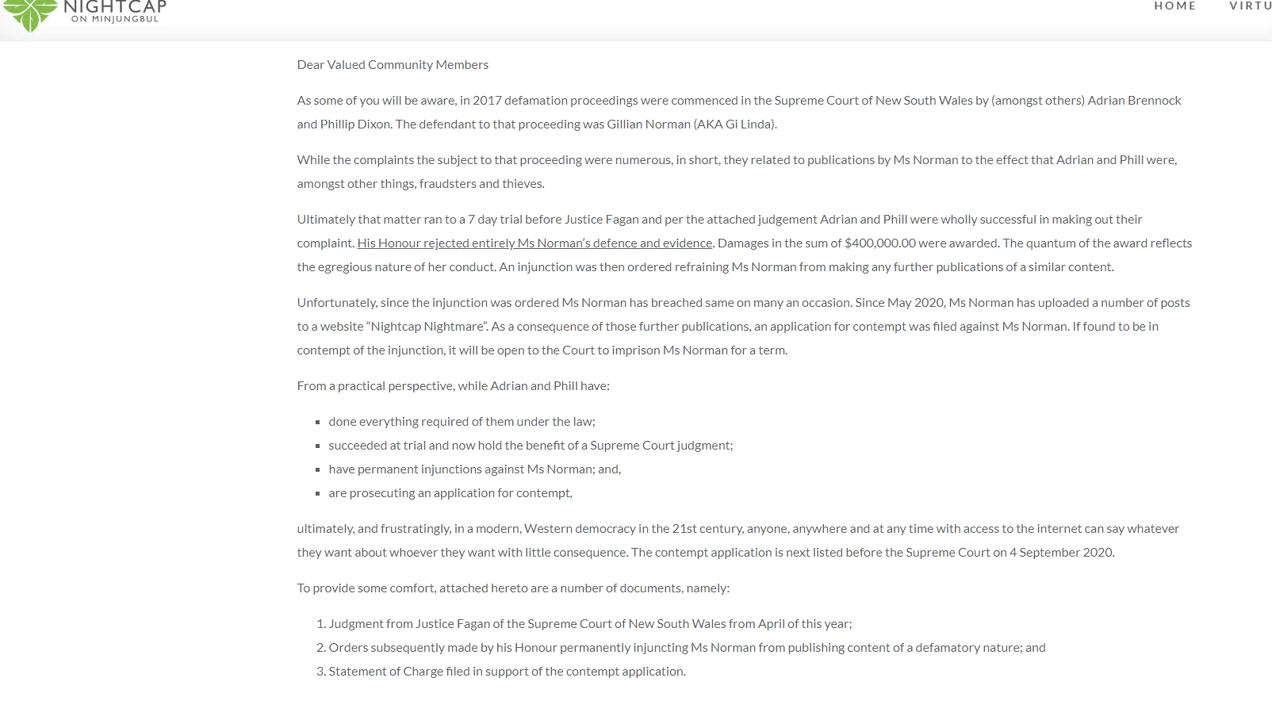 NIGHTCAP
ON MINJUNGBUL
HOME VIRTU
Dear Valued Community Members
As some of you will be aware, in 2017 defamation proceedings were commenced in the Supreme Court of New South Wales by (amongst others) Adrian Brennock
and Phillip Dixon. The defendant to that proceeding was Gillian Norman (AKA Gi Linda).
While the complaints the subject to that proceeding were numerous, in short, they related to publications by Ms Norman to the effect that Adrian and Phill were,
amongst other things, fraudsters and thieves.
Ultimately that matter ran to a 7 day trial before Justice Fagan and per the attached judgement Adrian and Phill were wholly successful in making out their
complaint. His Honour rejected entirely Ms Norman's defence and evidence. Damages in the sum of $400,000.00 were awarded. The quantum of the award reflects
the egregious nature of her conduct. An injunction was then ordered refraining Ms Norman from making any further publications of a similar content.
Unfortunately, since the injunction was ordered Ms Norman has breached same on many an occasion. Since May 2020, Ms Norman has uploaded a number of posts
to a website “Nightcap Nightmare”. As a consequence of those further publications, an application for contempt was filed against Ms Norman. If found to be in
contempt of the injunction, it will be open to the Court to imprison Ms Norman for a term.
From a practical perspective, while Adrian and Phill have:
▪ done everything required of them under the law;
▪ succeeded at trial and now hold the benefit of a Supreme Court judgment;
▪ have permanent injunctions against Ms Norman; and,
▪ are prosecuting an application for contempt,
ultimately, and frustratingly, in a modern, Western democracy in the 21st century, anyone, anywhere and at any time with access to the internet can say whatever
they want about whoever they want with little consequence. The contempt application is next listed before the Supreme Court on 4 September 2020.
To provide some comfort, attached hereto are a number of documents, namely:
1. Judgment from Justice Fagan of the Supreme Court of New South Wales from April of this year;
2. Orders subsequently made by his Honour permanently injuncting Ms Norman from publishing content of a defamatory nature; and
3. Statement of Charge filed in support of the contempt application.